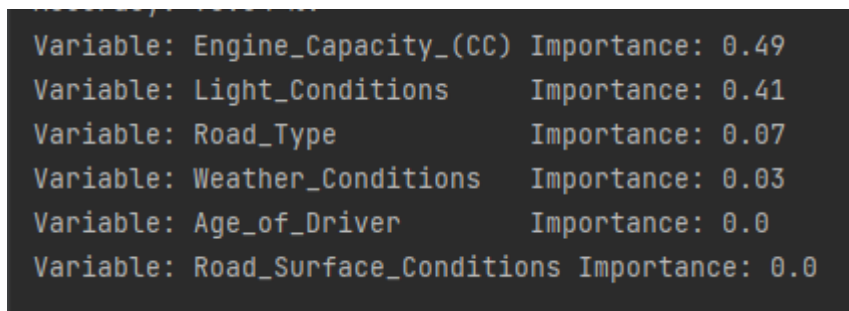 Variable: Engine_Capacity_(CC) Importance: 0.49
Variable: Light_Conditions     Importance: 0.41
Variable: Road_Type            Importance: 0.07
Variable: Weather_Conditions   Importance: 0.03
Variable: Age_of_Driver        Importance: 0.0
Variable: Road_Surface_Conditions Importance: 0.0